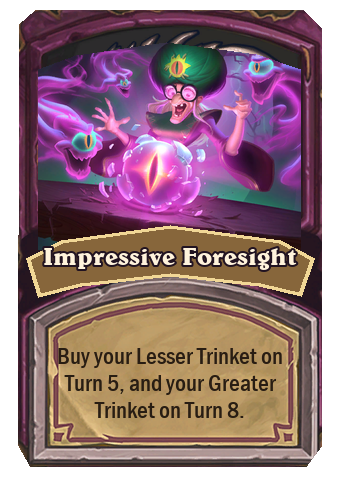 Impressive Foresight
Buy your Lesser Trinket on
Turn 5, and your Greater
Trinket on Turn 8.